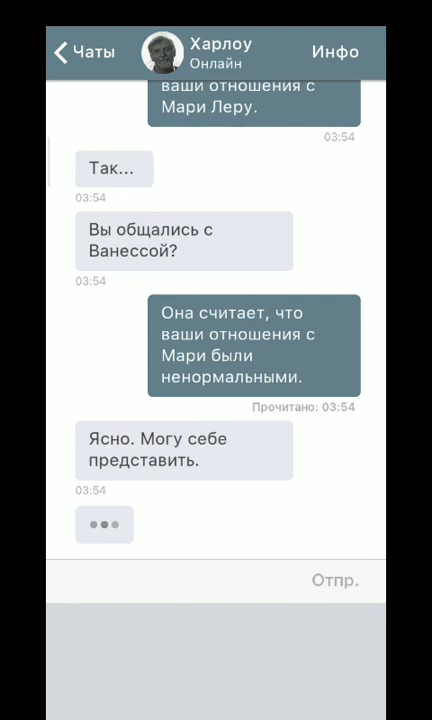 Чаты
Харлоу
Онлайн
Инфо
ваши отношения с
Мари Леру.
03:54
Так...
03:54
Вы общались с
Ванессой?
03:54
Она считает, что
ваши отношения с
Мари были
ненормальными.
Прочитано: 03:54
Ясно. Могу себе
представить.
03:54
Отпр.